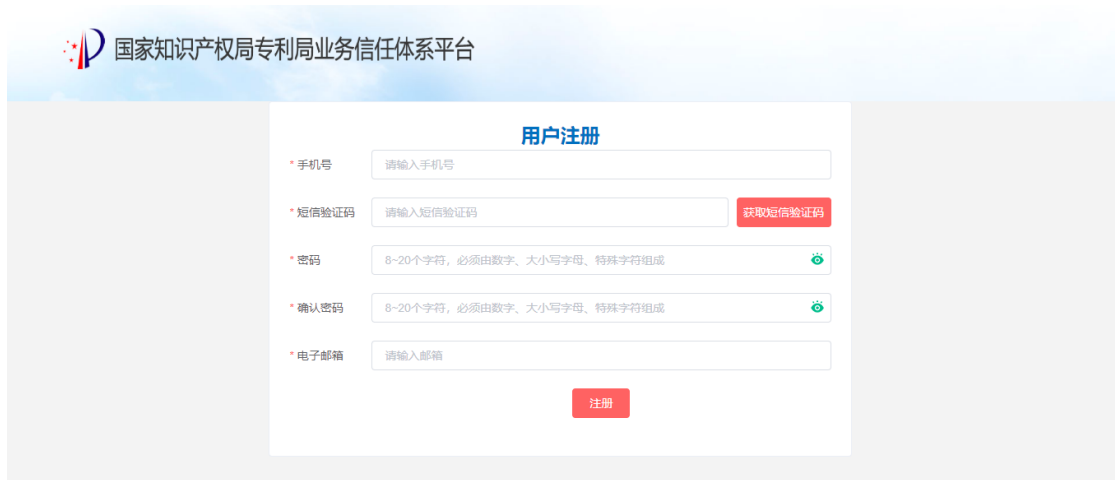 国家知识产权局专利局业务信任体系平台
用户注册
* 手机号 请输入手机号
* 短信验证码 请输入短信验证码 获取短信验证码
* 密码 8~20个字符，必须由数字、大小写字母、特殊字符组成
* 确认密码 8~20个字符，必须由数字、大小写字母、特殊字符组成
* 电子邮箱 请输入邮箱
注册